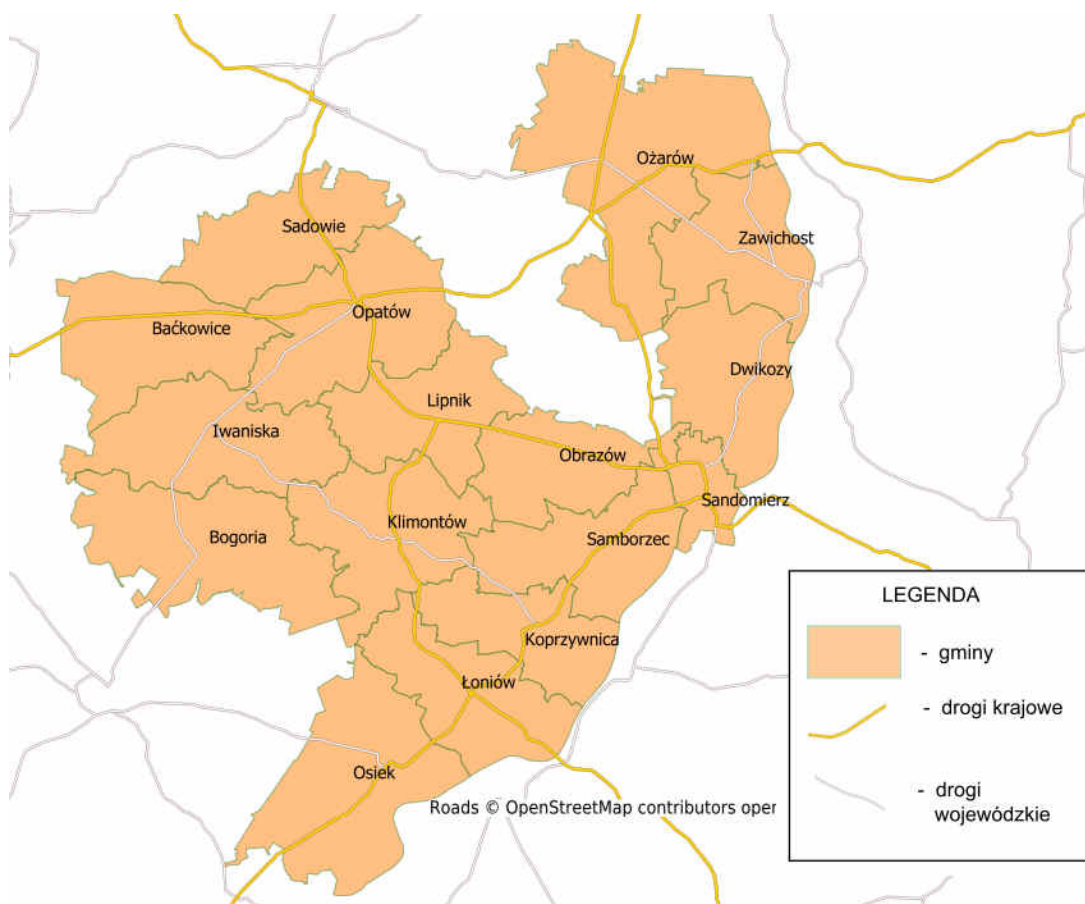 Ożarów
Sadowie
Zawichost
Opatów
Baćkowice
Dwikozy
Lipnik
Iwaniska
Obrazów
Sandomierz
Klimontów
Bogoria
Samborzec
Koprzywnica
Łoniów
Osiek
Roads © OpenStreetMap contributors oper
LEGENDA
- gminy
- drogi krajowe
- drogi
wojewódzkie